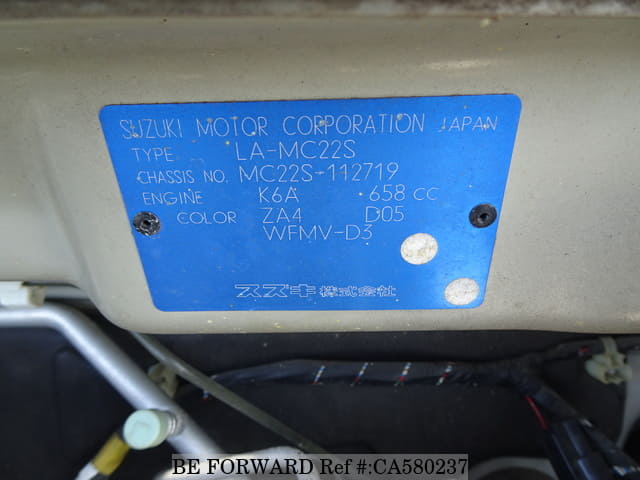 SUZUKI MOTOR CORPORATION JAPAN
TYPE LA-MC22S
CHASSIS NO. MC22S-112719
ENGINE K6A 658 CC
COLOR ZA4 D05
WFMV-D3
スズキ株式会社
BE FORWARD Ref #:CA580237